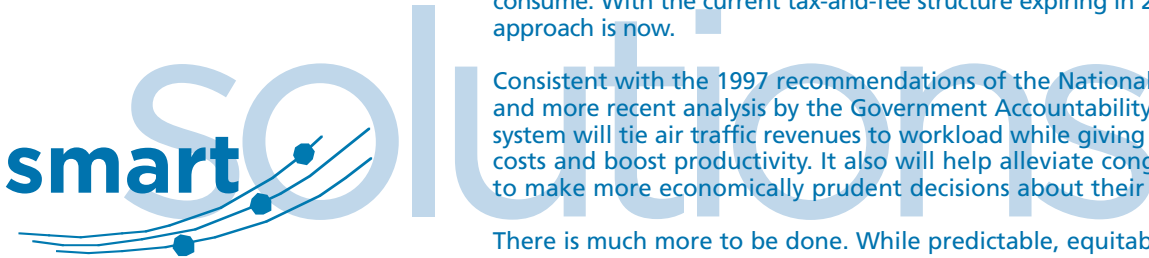 consume. With the current tax-and-fee structure expiring in
approach is now.
Consistent with the 1997 recommendations of the National
and more recent analysis by the Government Accountability
system will tie air traffic revenues to workload while giving
costs and boost productivity. It also will help alleviate
to make more economically prudent decisions about their
There is much more to be done. While predictable,
smart
solutions